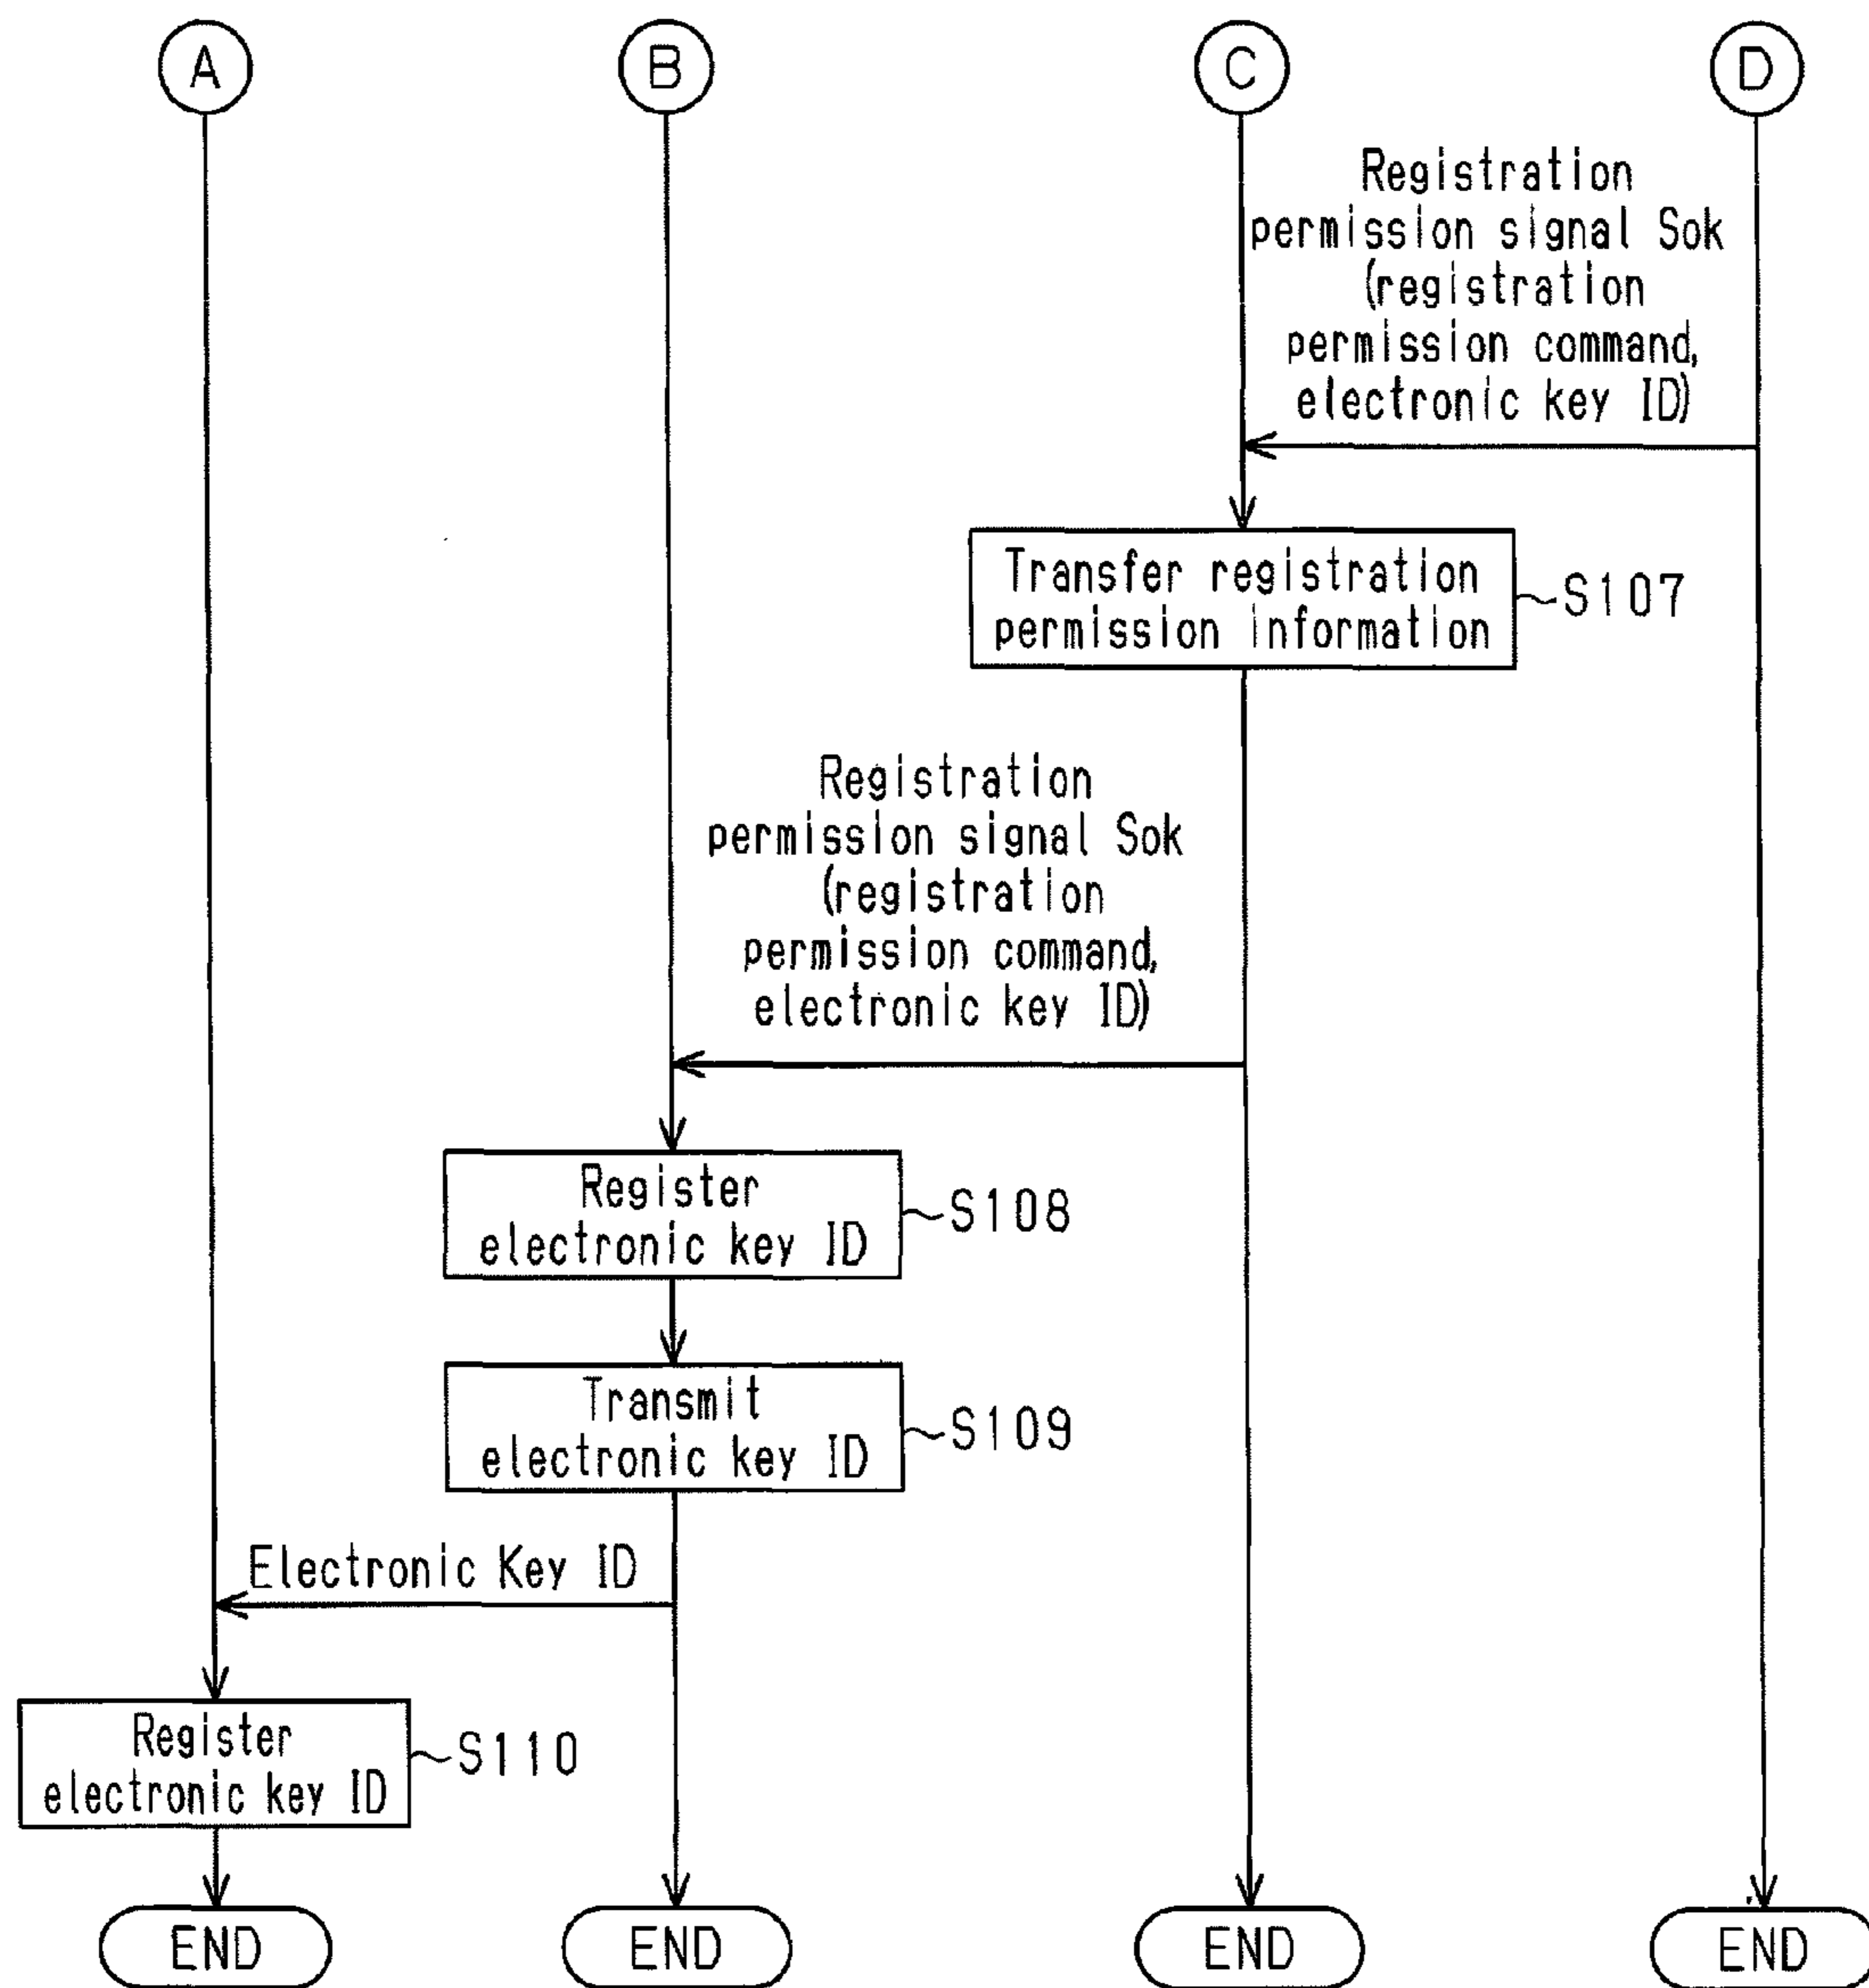 A
B
C
D
Registration
permission signal Sok
(registration
permission command,
electronic key ID)
Transfer registration
permission information
S107
Registration
permission signal Sok
(registration
permission command,
electronic key ID)
Register
electronic key ID
S108
Transmit
electronic key ID
S109
Electronic Key ID
Register
electronic key ID
S110
END
END
END
END